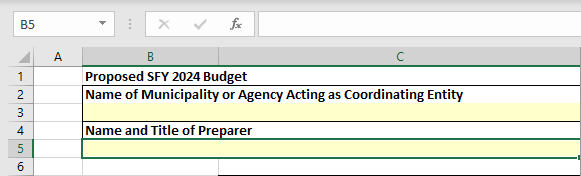 B5
fx
A B C
1 Proposed SFY 2024 Budget
2 Name of Municipality or Agency Acting as Coordinating Entity
3
4 Name and Title of Preparer
5
6